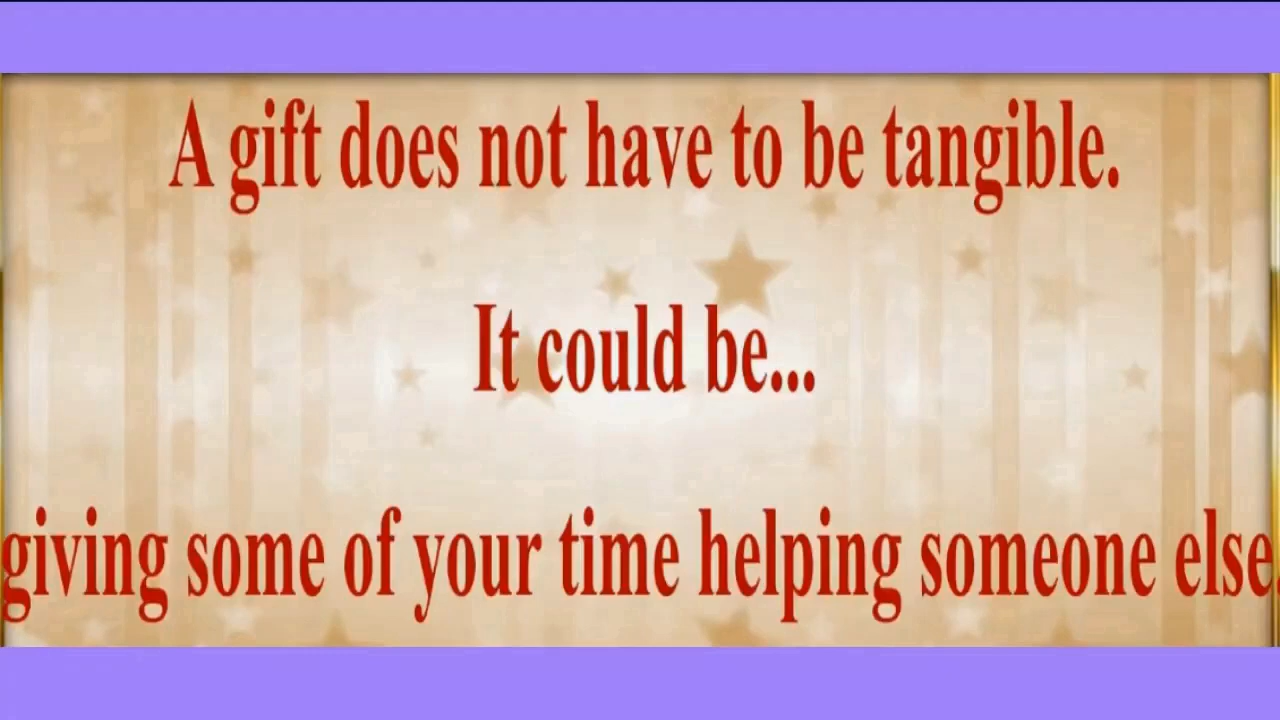 A gift does not have to be tangible.
It could be...
giving some of your time helping someone else.